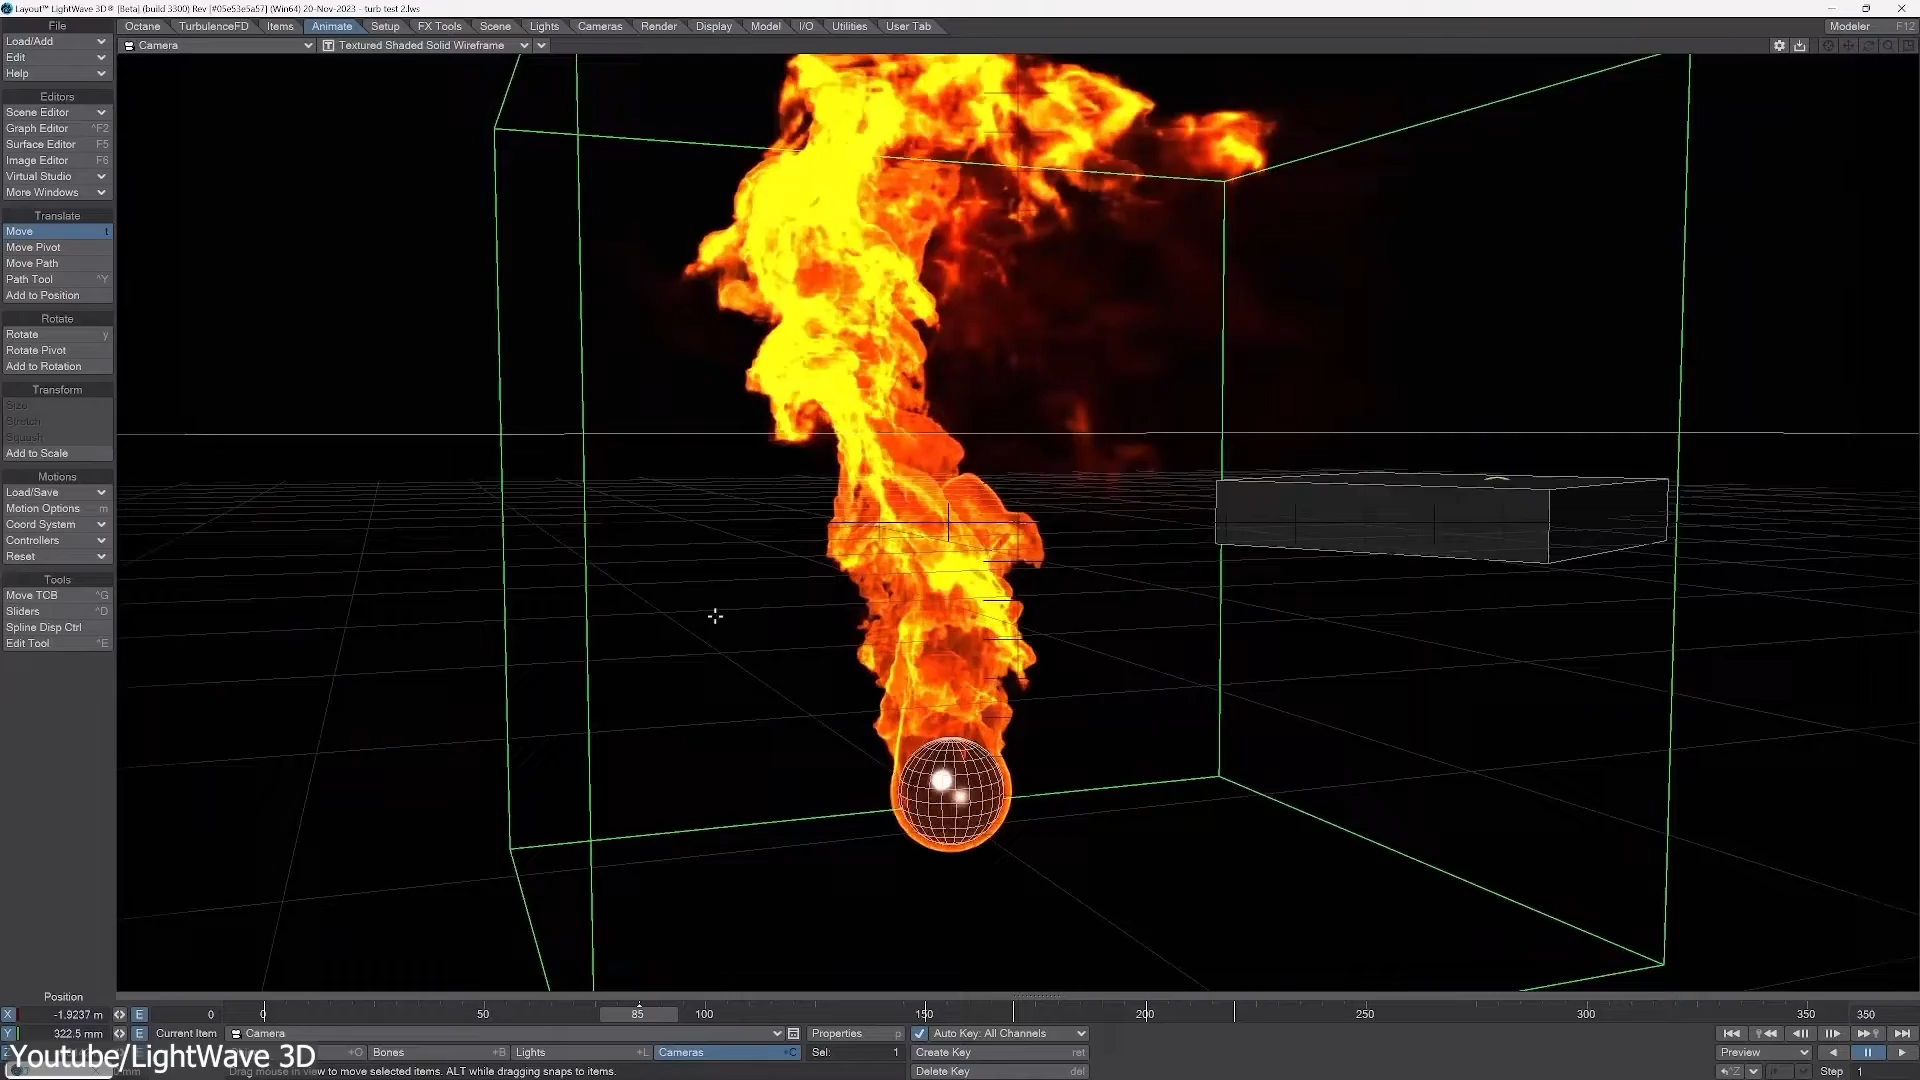 Layout™ LightWave 3D® [Beta] (build 3300) Rev [#05e53e5a57] (Win64) 20-Nov-2023 - turb test 2.lws
File Octane TurbulenceFD Items Animate Setup FX Tools Scene Lights Cameras Render Display Model I/O Utilities User Tab Modeler F12
Load/Add Camera T Textured Shaded Solid Wireframe
Edit
Help
Editors
Scene Editor
Graph Editor ^F2
Surface Editor F5
Image Editor F6
Virtual Studio
More Windows
Translate
Move t
Move Pivot
Move Path
Path Tool ^Y
Add to Position
Rotate
Rotate y
Rotate Pivot
Add to Rotation
Transform
Size
Stretch
Squash
Add to Scale
Motions
Load/Save
Motion Options m
Coord System
Controllers
Reset
Tools
Move TCB ^G
Sliders ^D
Spline Disp Ctrl
Edit Tool ^E
Position
X -1.9237 m E 0 0 50 85 100 150 200 250 300 350 350
Y 322.5 mm E Current Item Camera Properties p Auto Key: All Channels
Youtube/LightWave 3D +O Bones +B Lights +L Cameras +C Sel: 1 Create Key ret Preview
Drag mouse in view to move selected items. ALT while dragging snaps to items. Delete Key del ^Z Step 1